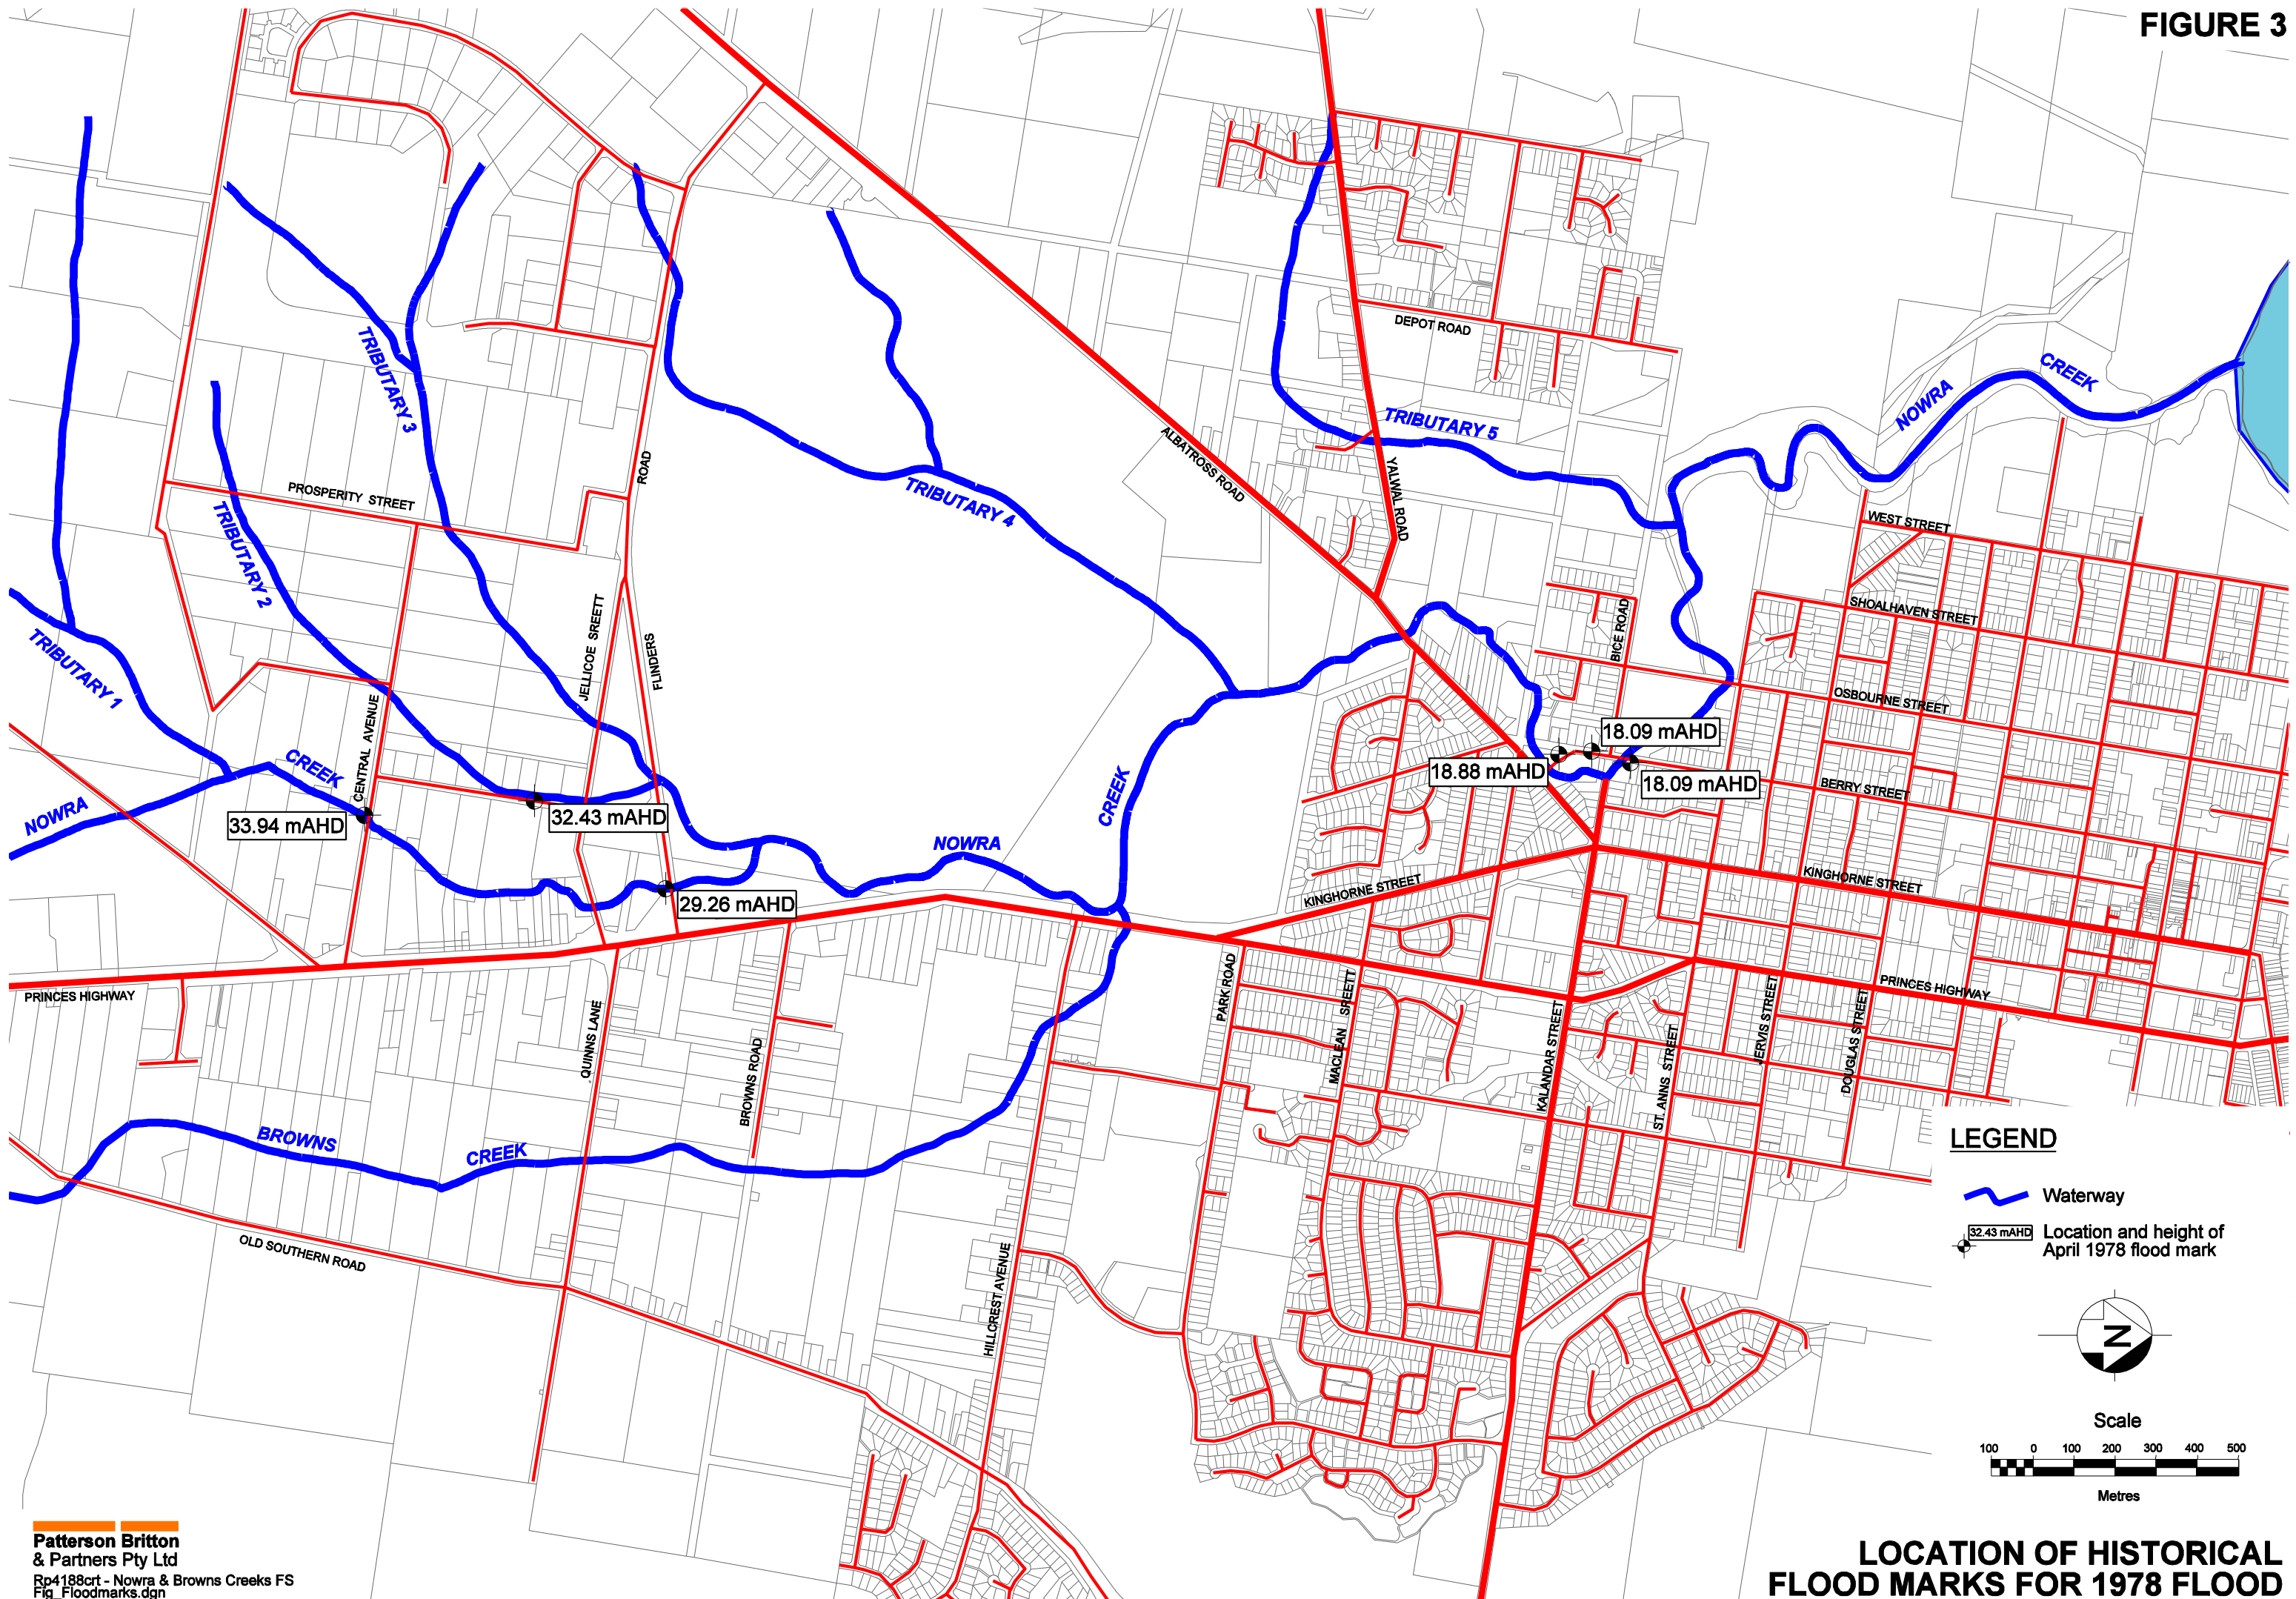 FIGURE 3
TRIBUTARY 3
DEPOT ROAD
CREEK
NOWRA
TRIBUTARY 5
ALBATROSS ROAD
YALWAL ROAD
ROAD
PROSPERITY STREET
TRIBUTARY 4
TRIBUTARY 2
WEST STREET
SHOALHAVEN STREET
BICE ROAD
TRIBUTARY 1
JELLICOE SREETT
FLINDERS
OSBOURNE STREET
CENTRAL AVENUE
CREEK
NOWRA
33.94 mAHD
32.43 mAHD
29.26 mAHD
CREEK
NOWRA
18.09 mAHD
18.88 mAHD
18.09 mAHD
BERRY STREET
KINGHORNE STREET
KINGHORNE STREET
PRINCES HIGHWAY
PRINCES HIGHWAY
QUINNS LANE
BROWNS ROAD
PARK ROAD
MACLEAN SREETT
KALANDAR STREET
ST. ANNS STREET
JERVIS STREET
DOUGLAS STREET
BROWNS
CREEK
OLD SOUTHERN ROAD
HILLCREST AVENUE
LEGEND
Waterway
32.43 mAHD
Location and height of
April 1978 flood mark
N
Scale
100 0 100 200 300 400 500
Metres
Patterson Britton
& Partners Pty Ltd
Rp4188crt - Nowra & Browns Creeks FS
Fig_Floodmarks.dgn
LOCATION OF HISTORICAL
FLOOD MARKS FOR 1978 FLOOD